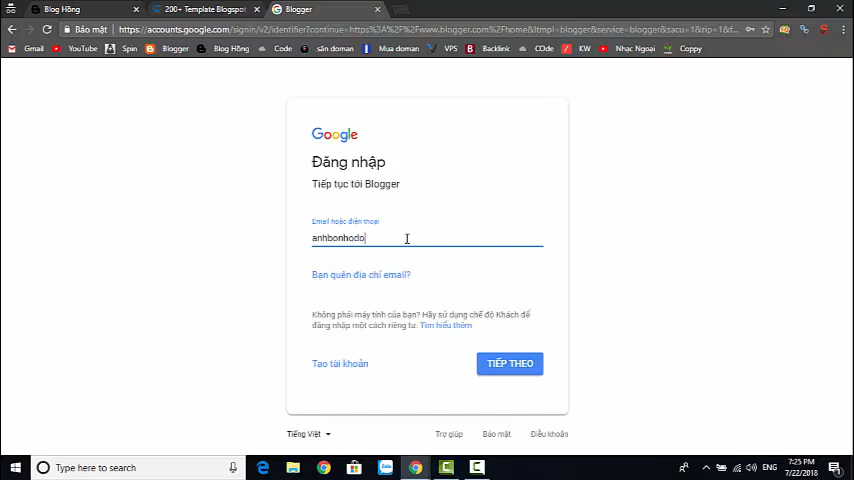 Blog Hồng
200+ Template Blogspot
Blogger
Bảo mật
https://accounts.google.com/signin/v2/identifier?continue=https%3A%2F%2Fwww.blogger.com%2Fhome&ltmpl=blogger&service=blogger&sacu=1&rip=1&d...
Gmail YouTube Spin Blogger Blog Hồng Code săn doman Mua doman VPS Backlink COde KW Nhạc Ngoai Coppy
Google
Đăng nhập
Tiếp tục tới Blogger
Email hoặc điện thoại
anhbonhodo
Bạn quên địa chỉ email?
Không phải máy tính của bạn? Hãy sử dụng chế độ Khách để
đăng nhập một cách riêng tư. Tìm hiểu thêm
Tạo tài khoản
TIẾP THEO
Tiếng Việt
Trợ giúp
Bảo mật
Điều khoản
Type here to search
Zalo
ENG
7:25 PM
7/22/2018